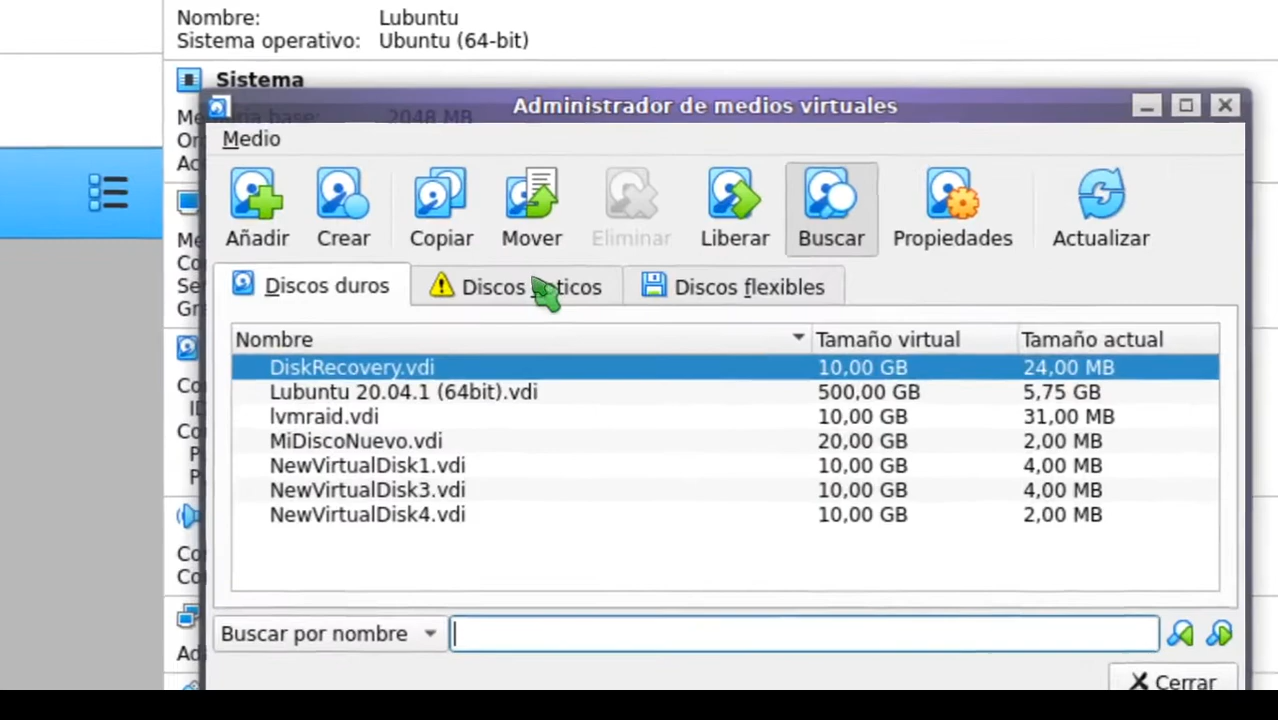 Nombre: Lubuntu
Sistema operativo: Ubuntu (64-bit)
Sistema
Administrador de medios virtuales
2048 MB
Medio
Añadir Crear Copiar Mover Eliminar Liberar Buscar Propiedades Actualizar
Discos duros Discos Discos flexibles
Nombre Tamaño virtual Tamaño actual
DiskRecovery.vdi 10,00 GB 24,00 MB
Lubuntu 20.04.1 (64bit).vdi 500,00 GB 5,75 GB
lvmraid.vdi 10,00 GB 31,00 MB
MiDiscoNuevo.vdi 20,00 GB 2,00 MB
NewVirtualDisk1.vdi 10,00 GB 4,00 MB
NewVirtualDisk3.vdi 10,00 GB 4,00 MB
NewVirtualDisk4.vdi 10,00 GB 2,00 MB
Buscar por nombre
Cerrar